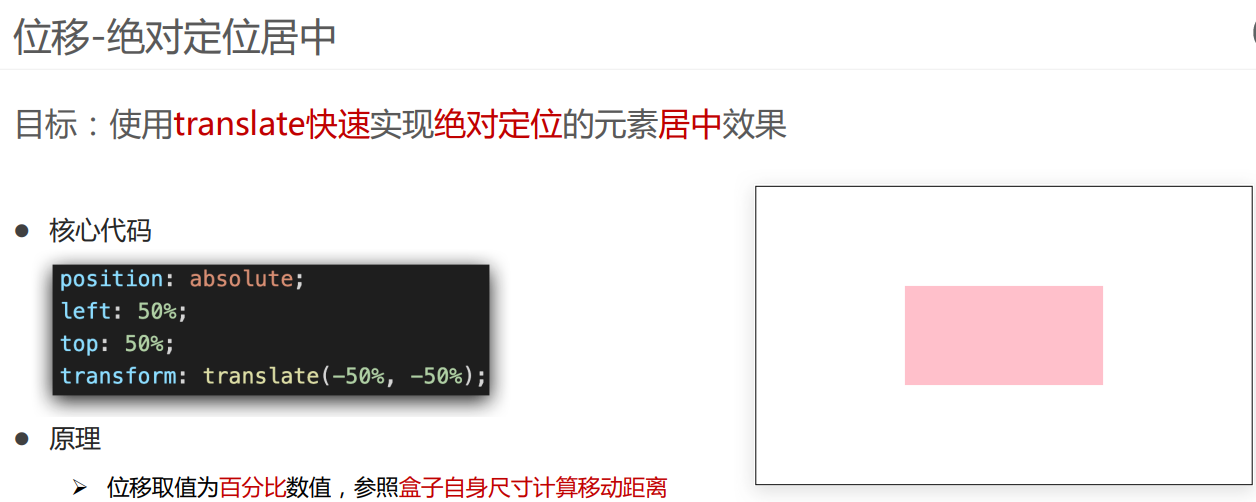 位移-绝对定位居中
目标：使用translate快速实现绝对定位的元素居中效果
核心代码
position: absolute;
left: 50%;
top: 50%;
transform: translate(-50%, -50%);
原理
位移取值为百分比数值，参照盒子自身尺寸计算移动距离